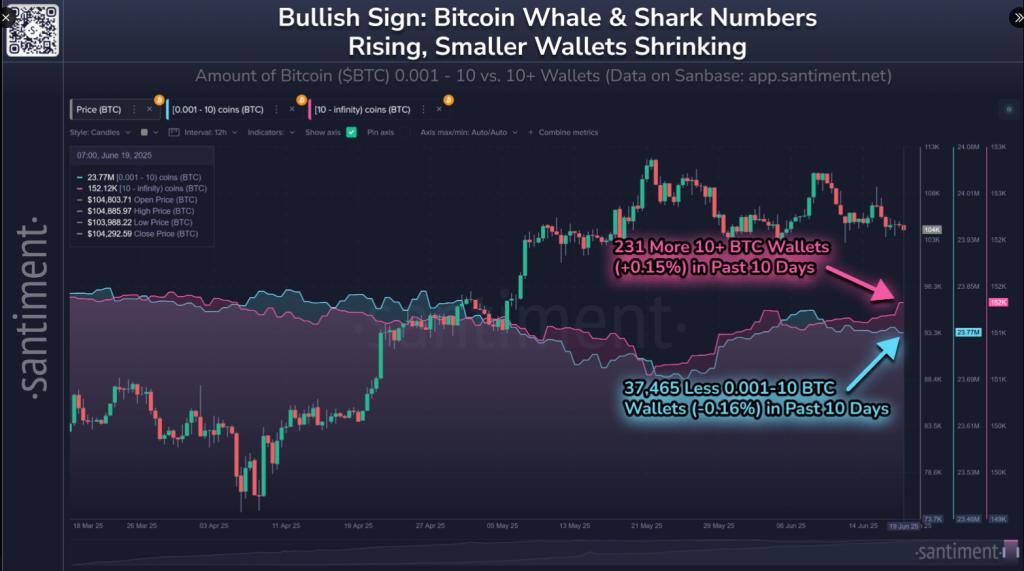 Bullish Sign: Bitcoin Whale & Shark Numbers
Rising, Smaller Wallets Shrinking
Amount of Bitcoin ($BTC) 0.001 - 10 vs. 10+ Wallets (Data on Sanbase: app.santiment.net)
Price (BTC)
[0.001 - 10) coins (BTC)
[10 - infinity) coins (BTC)
Style: Candles
Interval: 12h
Indicators:
Show axis
Pin axis
Axis max/min: Auto/Auto
+ Combine metrics
07:00, June 19, 2025
23.77M [0.001 - 10) coins (BTC)
152.12K [10 - infinity) coins (BTC)
$104,803.71 Open Price (BTC)
$104,885.97 High Price (BTC)
$103,988.22 Low Price (BTC)
$104,292.59 Close Price (BTC)
·santiment·
·santiment·
231 More 10+ BTC Wallets
(+0.15%) in Past 10 Days
37,465 Less 0.001-10 BTC
Wallets (-0.16%) in Past 10 Days
113K
108K
104K
103K
98.3K
93.3K
88.4K
83.5K
78.6K
73.7K
24.08M
24.01M
23.93M
23.85M
23.77M
23.69M
23.61M
23.53M
23.46M
153K
153K
152K
152K
152K
151K
151K
150K
150K
149K
18 Mar 25
26 Mar 25
03 Apr 25
11 Apr 25
19 Apr 25
27 Apr 25
05 May 25
13 May 25
21 May 25
29 May 25
06 Jun 25
14 Jun 25
19 Jun 25
·santiment·